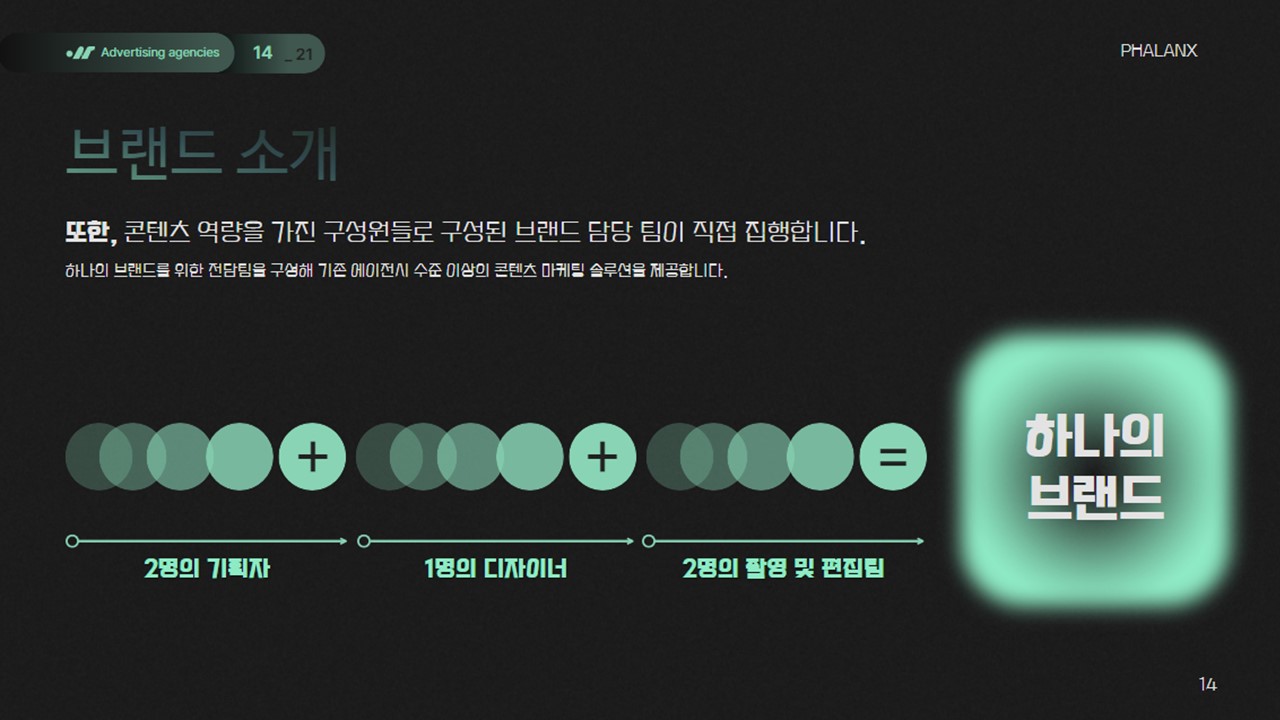 Advertising agencies 14 _ 21
PHALANX
브랜드 소개
또한, 콘텐츠 역량을 가진 구성원들로 구성된 브랜드 담당 팀이 직접 집행합니다.
하나의 브랜드를 위한 전담팀을 구성해 기존 에이전시 수준 이상의 콘텐츠 마케팅 솔루션을 제공합니다.
+ + =
하나의
브랜드
2명의 기획자
1명의 디자이너
2명의 촬영 및 편집팀
14